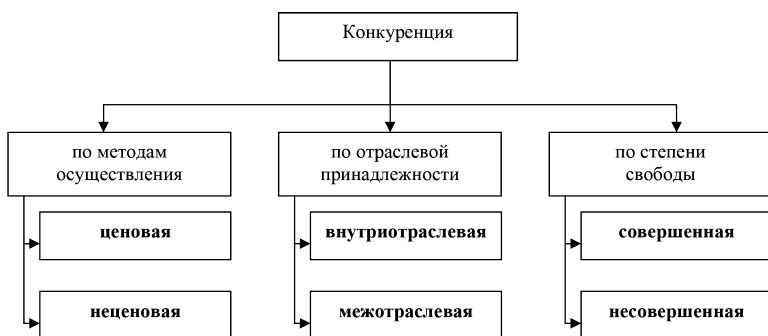 Конкуренция
по методам
осуществления
ценовая
неценовая
по отраслевой
принадлежности
внутриотраслевая
межотраслевая
по степени
свободы
совершенная
несовершенная